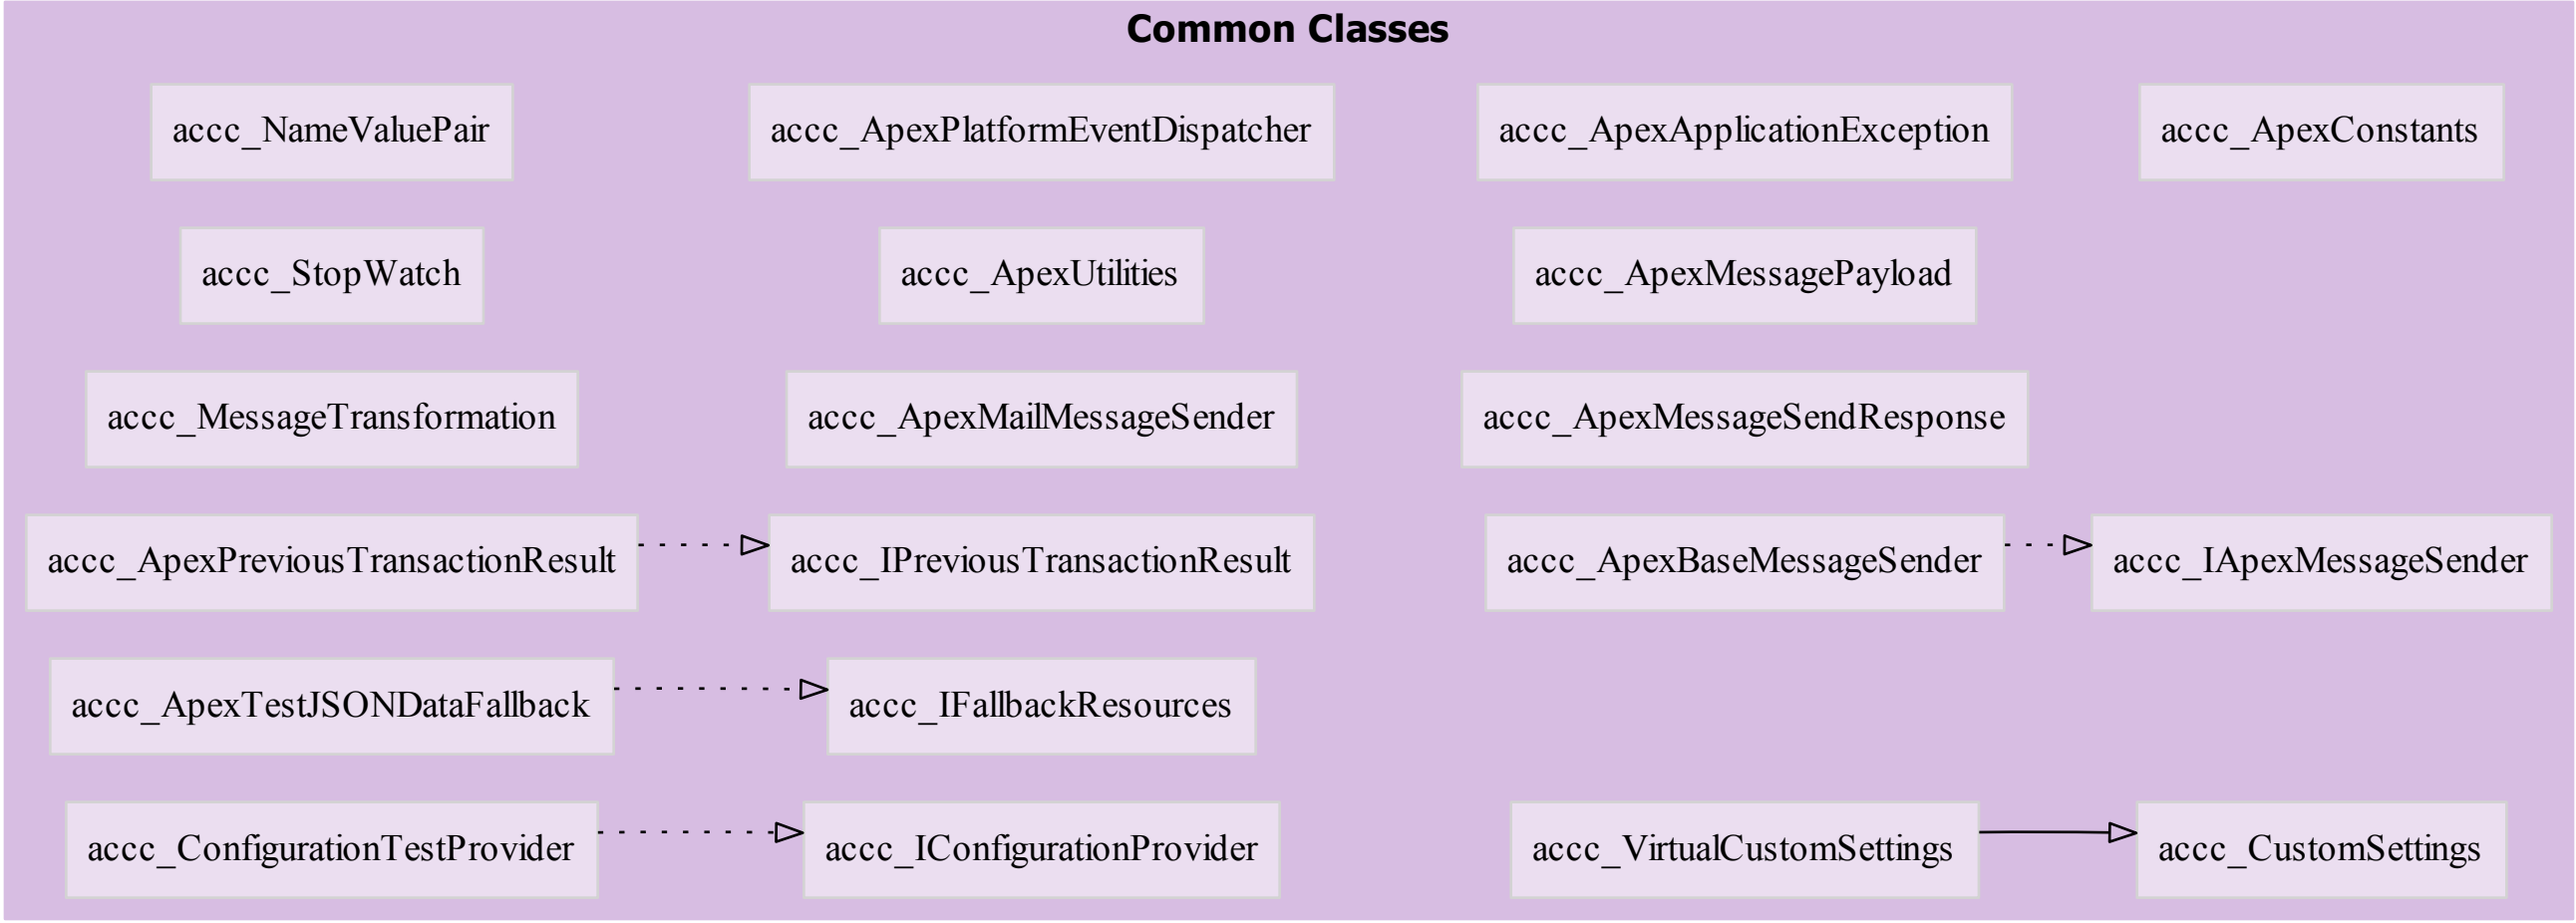 Common Classes
accc_NameValuePair
accc_ApexPlatformEventDispatcher
accc_ApexApplicationException
accc_ApexConstants
accc_StopWatch
accc_ApexUtilities
accc_ApexMessagePayload
accc_MessageTransformation
accc_ApexMailMessageSender
accc_ApexMessageSendResponse
accc_ApexPreviousTransactionResult
accc_IPreviousTransactionResult
accc_ApexBaseMessageSender
accc_IApexMessageSender
accc_ApexTestJSONDataFallback
accc_IFallbackResources
accc_ConfigurationTestProvider
accc_IConfigurationProvider
accc_VirtualCustomSettings
accc_CustomSettings